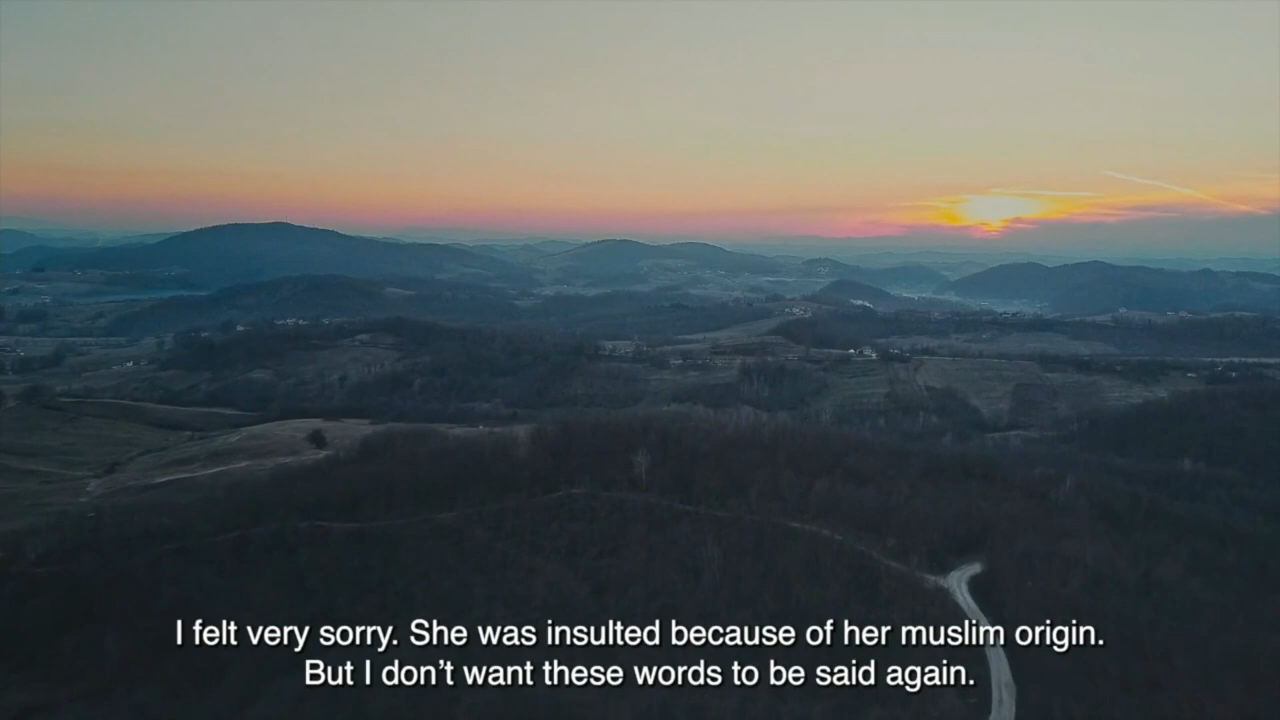 I felt very sorry. She was insulted because of her muslim origin.
But I don't want these words to be said again.